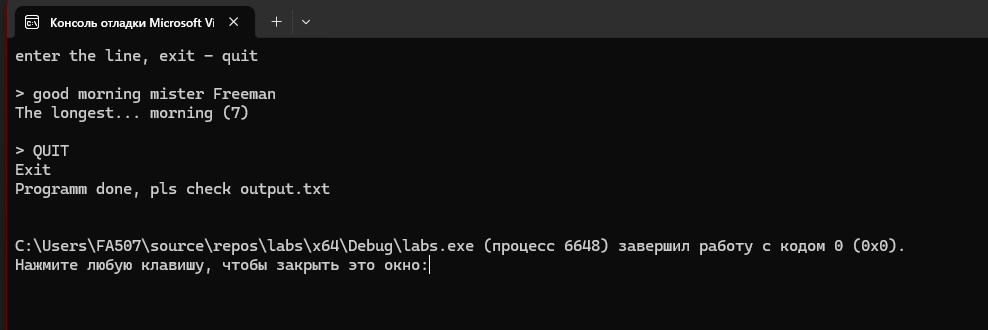 Консоль отладки Microsoft Vi
enter the line, exit — quit
> good morning mister Freeman
The longest... morning (7)
> QUIT
Exit
Programm done, pls check output.txt
C:\Users\FA507\source\repos\labs\x64\Debug\labs.exe (процесс 6648) завершил работу с кодом 0 (0x0).
Нажмите любую клавишу, чтобы закрыть это окно: